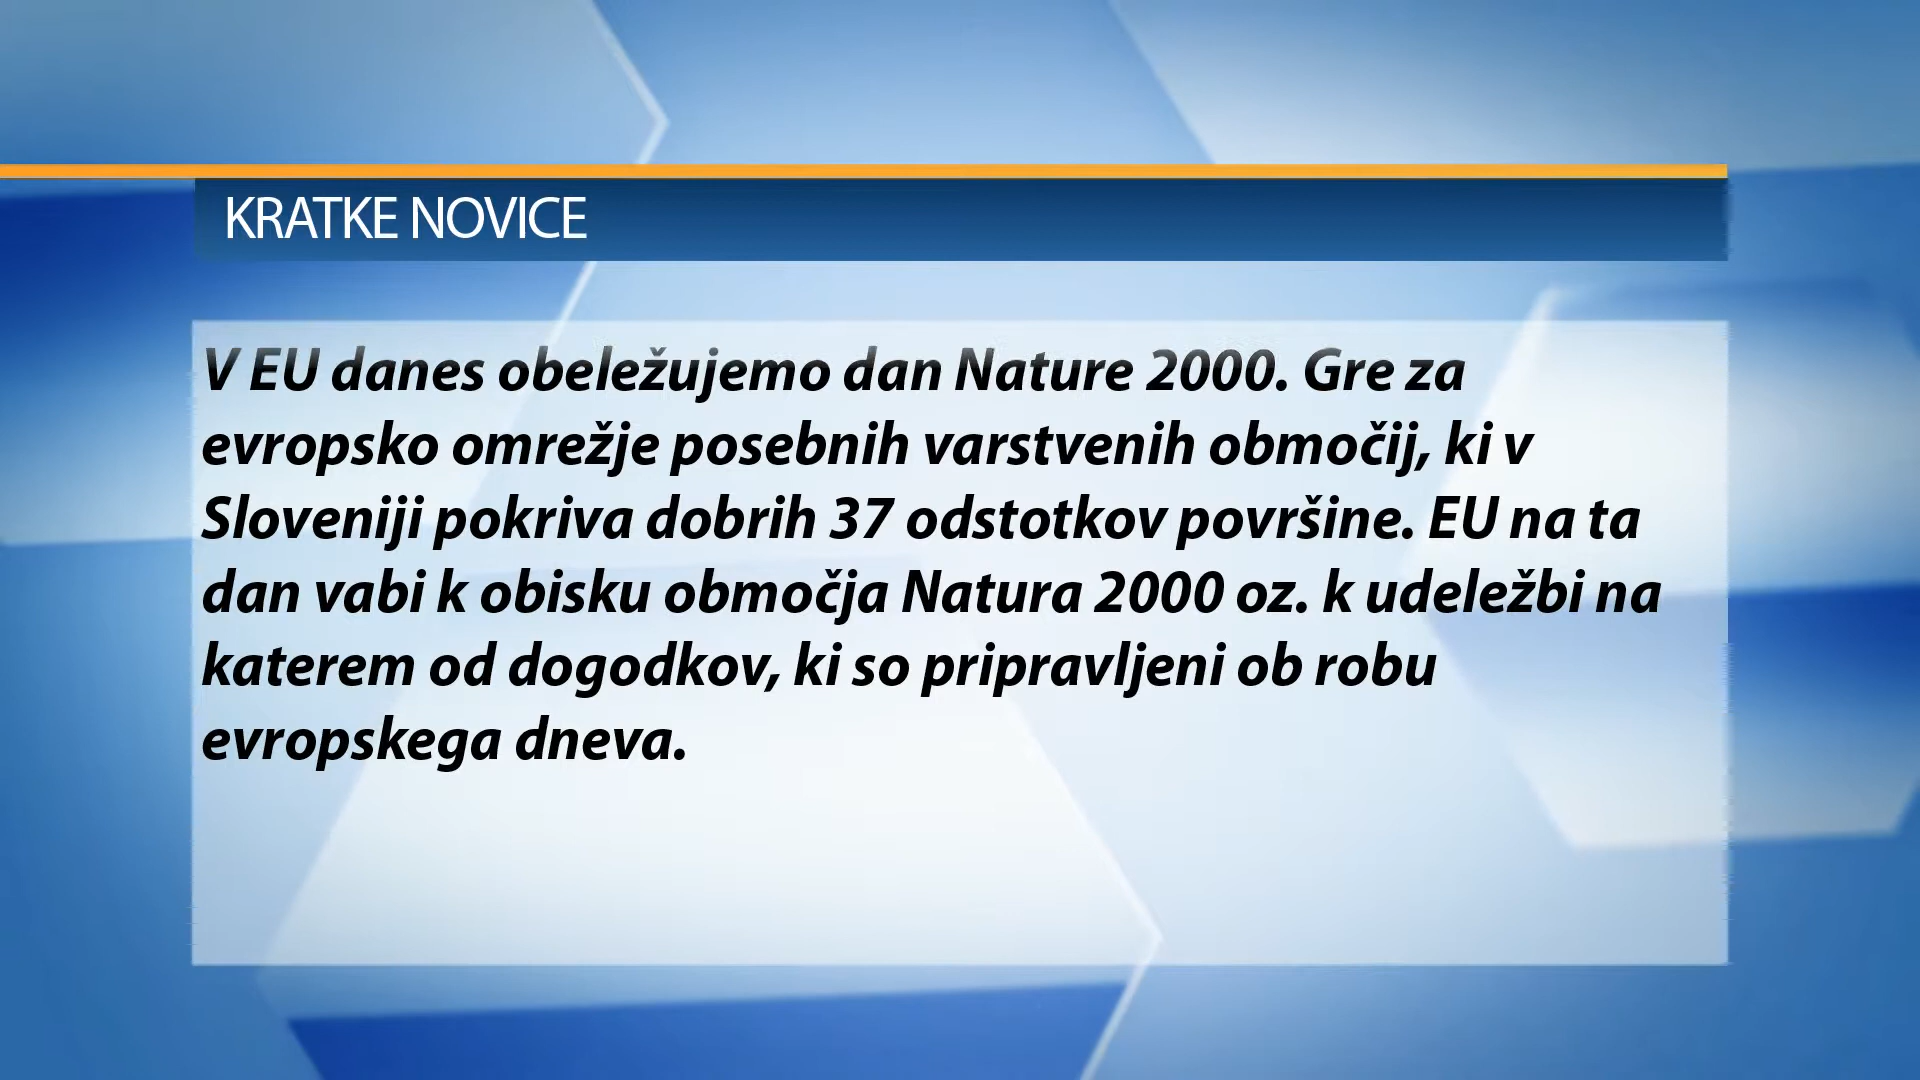 KRATKE NOVICE
V EU danes obeležujemo dan Nature 2000. Gre za
evropsko omrežje posebnih varstvenih območij, ki v
Sloveniji pokriva dobrih 37 odstotkov površine. EU na ta
dan vabi k obisku območja Natura 2000 oz. k udeležbi na
katerem od dogodkov, ki so pripravljeni ob robu
evropskega dneva.